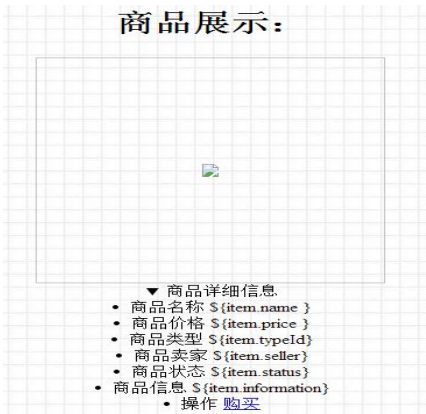 商品展示:
▼ 商品详细信息
• 商品名称 ${item.name }
• 商品价格 ${item.price }
• 商品类型 ${item.typeId}
• 商品卖家 ${item.seller}
• 商品状态 ${item.status}
• 商品信息 ${item.information}
• 操作 购买